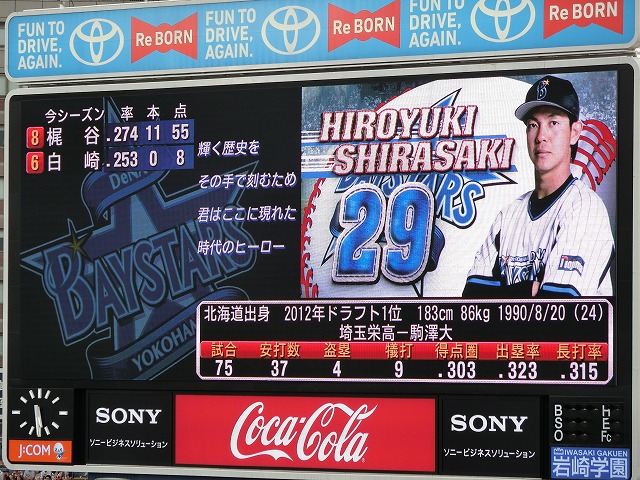 FUN TO DRIVE, AGAIN.
TOYOTA
Re BORN
FUN TO DRIVE, AGAIN.
TOYOTA
Re BORN
FUN TO DRIVE, AGAIN.
TOYOTA
Re BORN
今シーズン 率 本 点
8 梶谷 .274 11 55
6 白崎 .253 0 8
輝く歴史を
その手で刻むため
君はここに現れた
時代のヒーロー
BAYSTARS
YOKOHAMA
HIROYUKI
SHIRASAKI
29
北海道出身 2012年ドラフト1位 183cm 86kg 1990/8/20 (24)
埼玉栄高ー駒澤大
試合 安打数 盗塁 犠打 得点圏 出塁率 長打率
75 37 4 9 .303 .323 .315
J:COM
SONY
ソニービジネスソリューション
Coca-Cola
SONY
ソニービジネスソリューション
B H
S E
O Fc
IWASAKI GAKUEN
岩崎学園